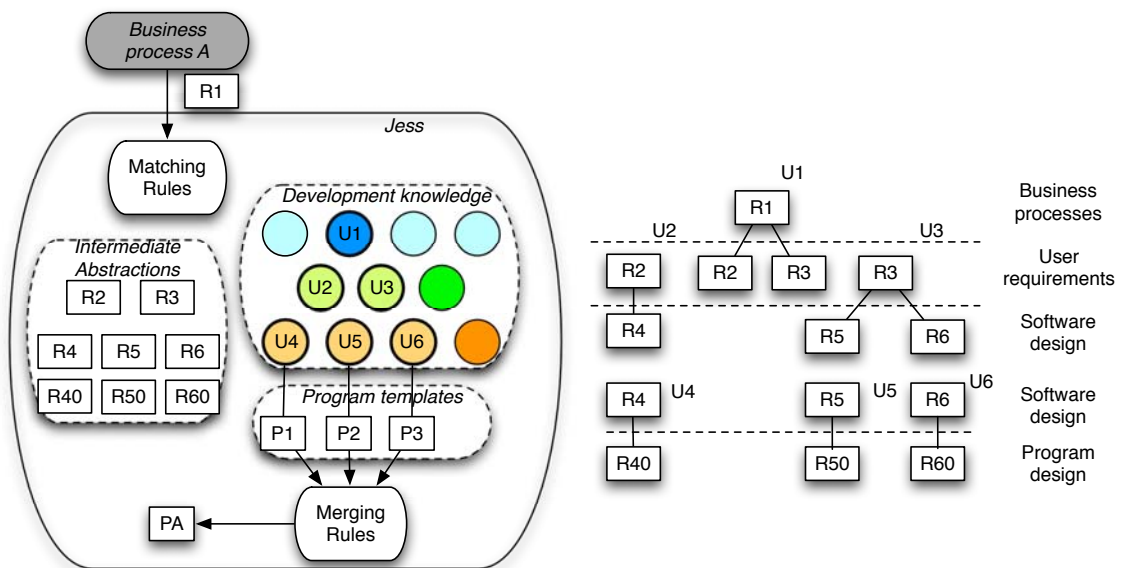 Business
process A
R1
Jess
Matching
Rules
Development knowledge
U1
Intermediate
Abstractions
R2 R3
U2 U3
R4 R5 R6
U4 U5 U6
R40 R50 R60
Program templates
P1 P2 P3
PA
Merging
Rules
U1
R1
Business
processes
U2 U3
R2 R2 R3 R3
User
requirements
R4 R5 R6
Software
design
R4 U4 R5 U5 R6 U6
Software
design
R40 R50 R60
Program
design